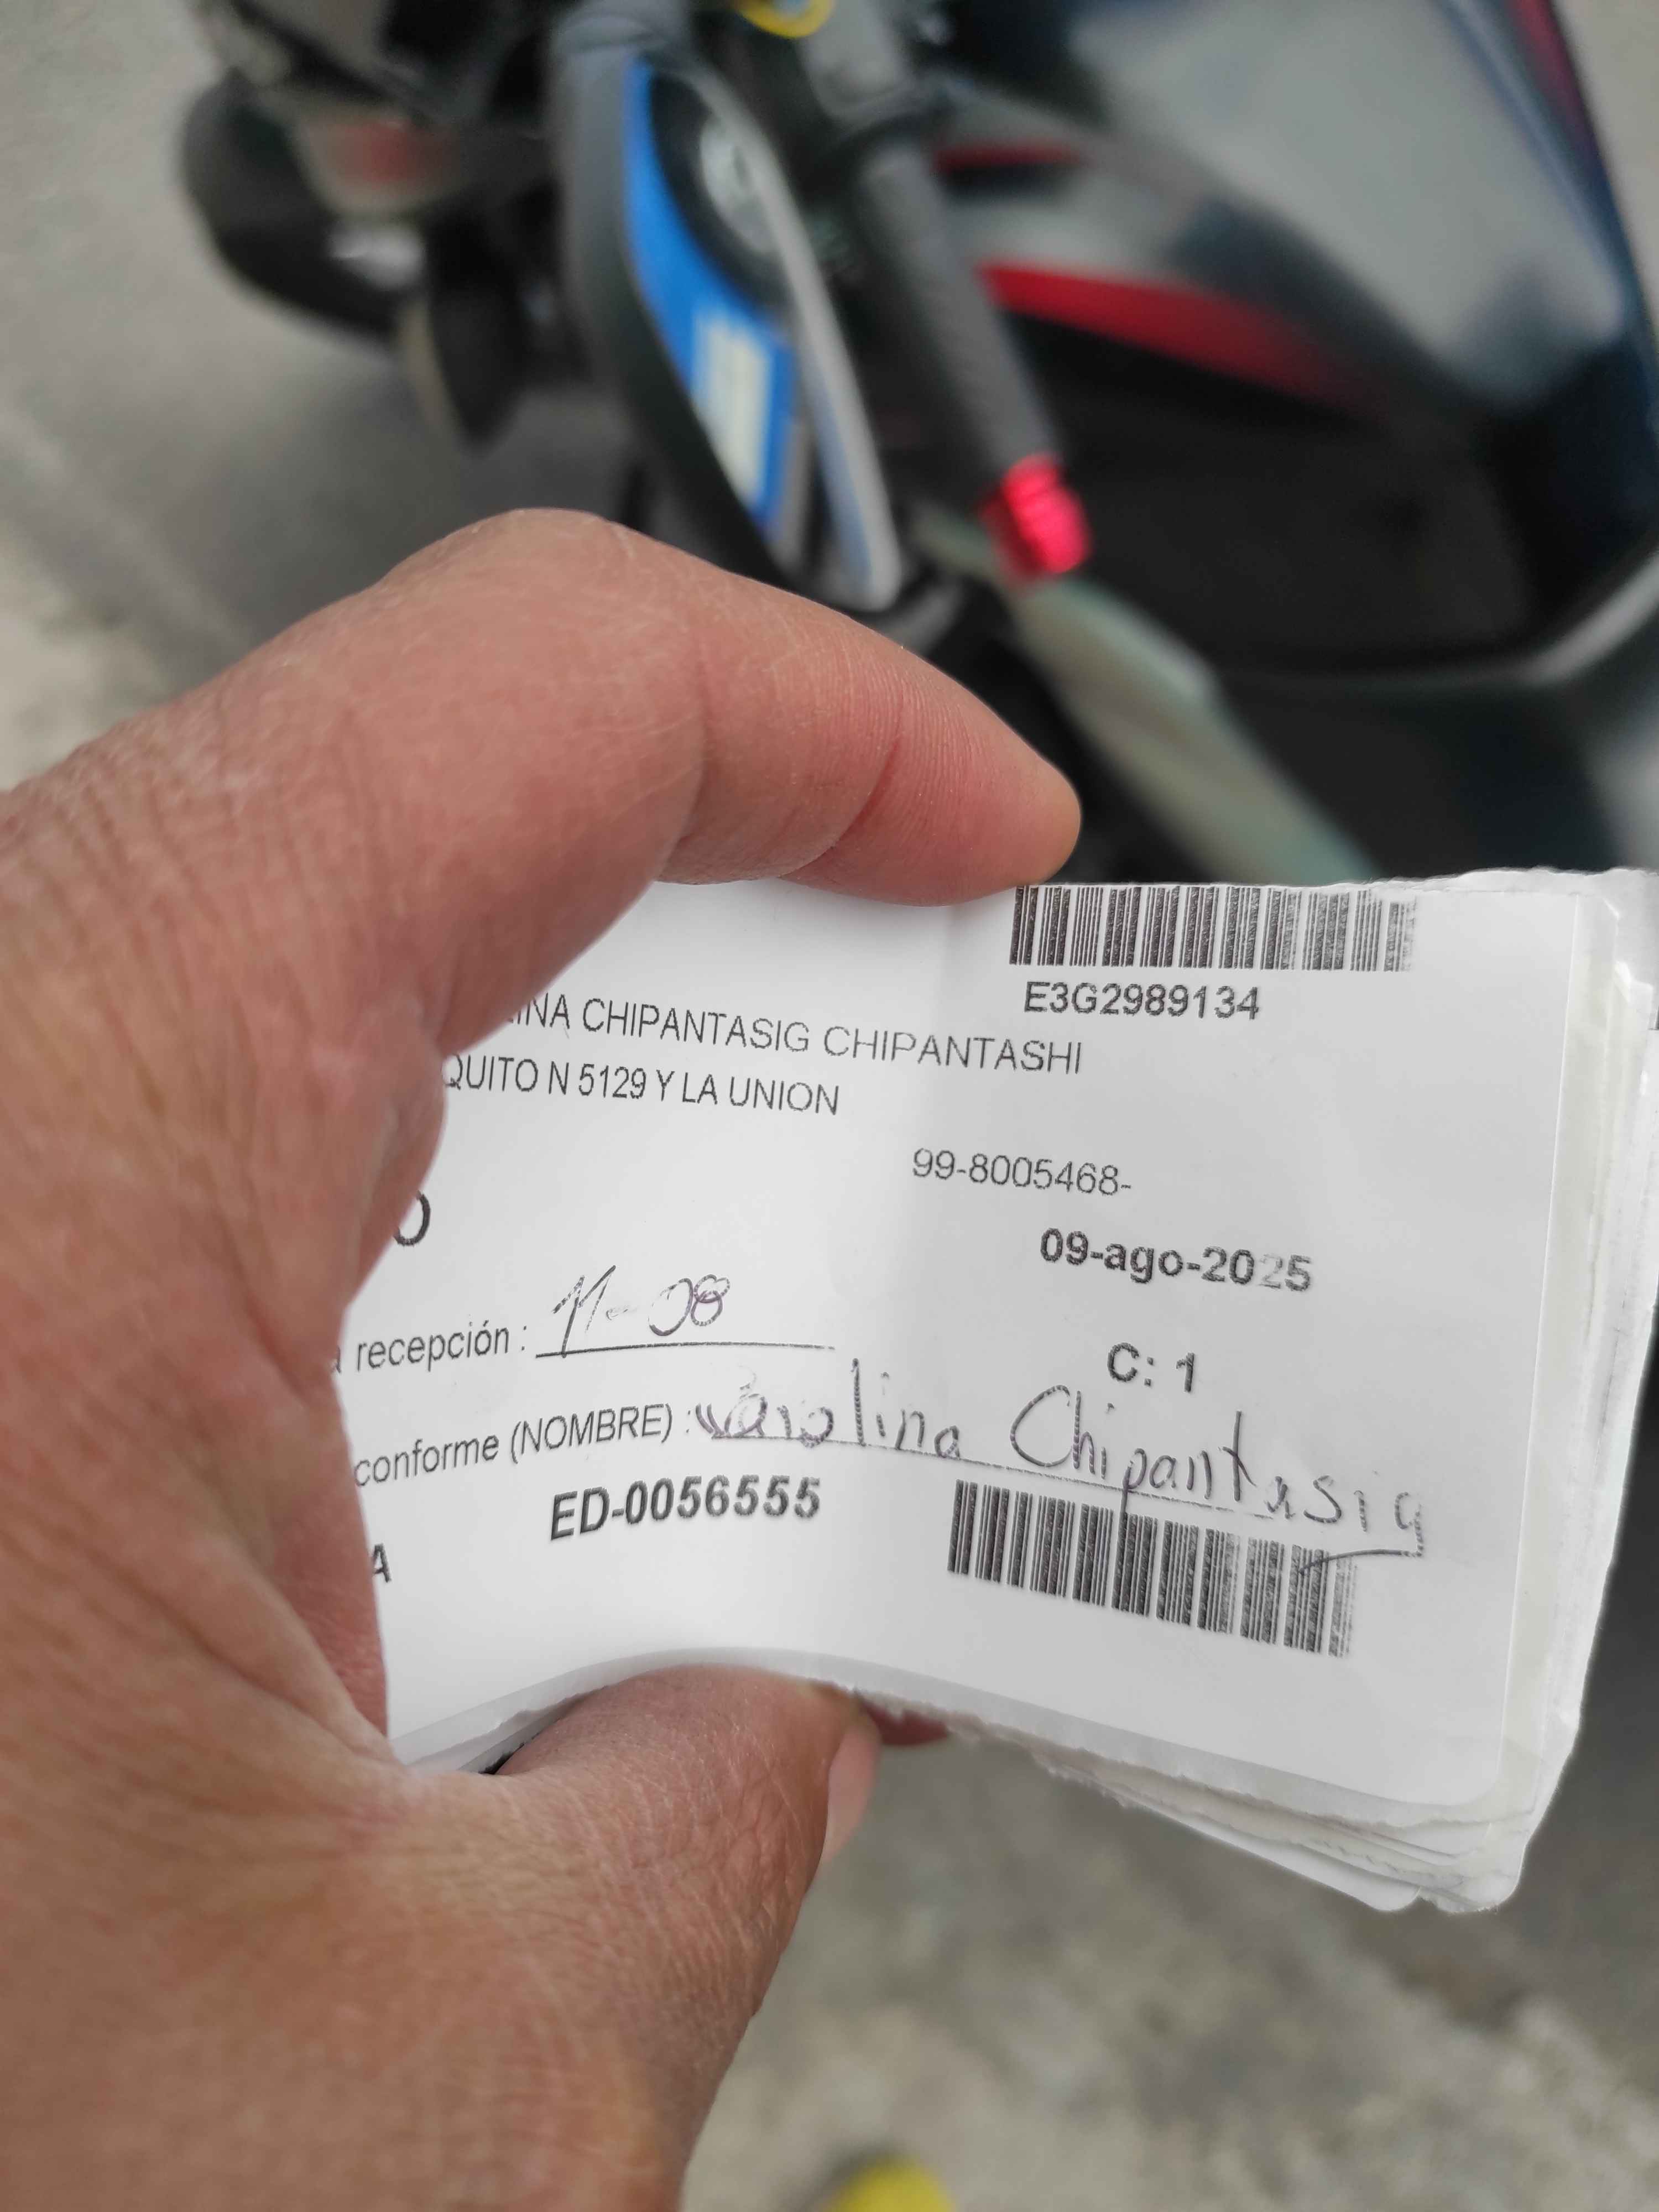 E3G2989134
INA CHIPANTASIG CHIPANTASHI
QUITO N 5129 Y LA UNION
99-8005468-
O
09-ago-2025
recepción : 11-08
C: 1
conforme (NOMBRE) : Carolina Chipantasig
ED-0056555
A